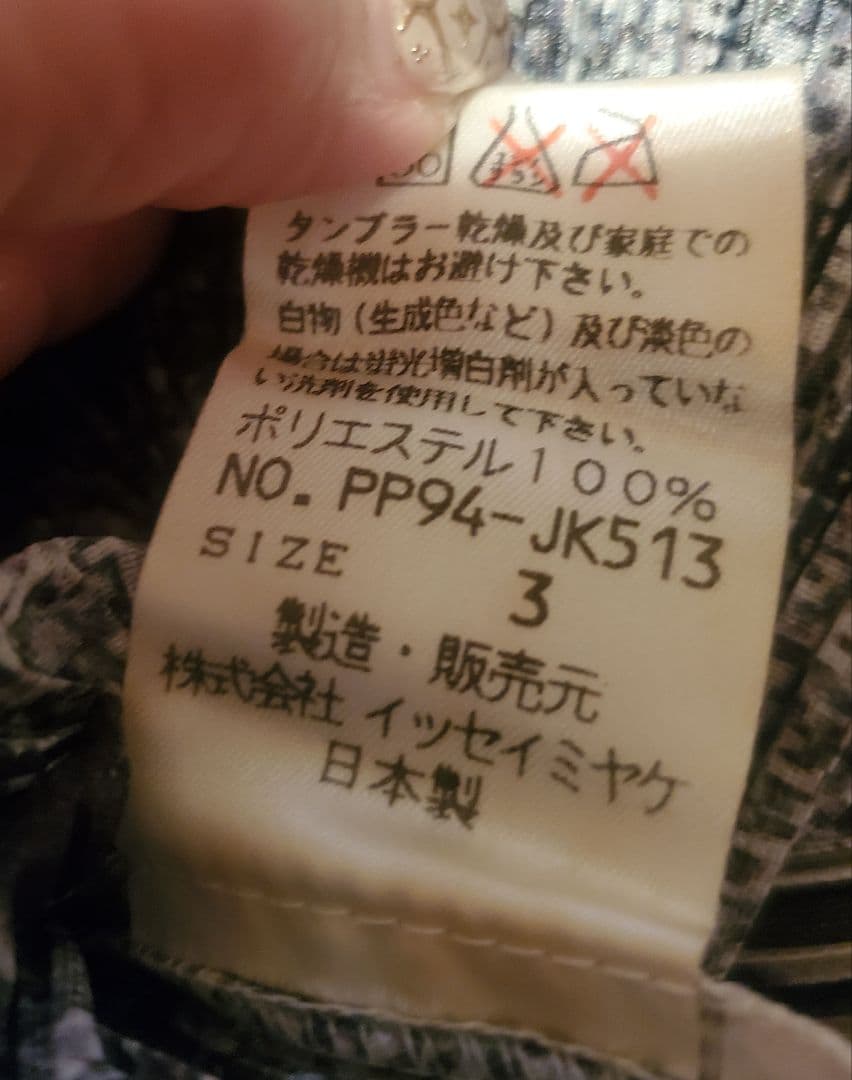 タンブラー乾燥及び家庭での
乾燥機はお避け下さい。
白物(生成色など)及び淡色の
場合は蛍光増白剤が入っていな
い洗剤を使用して下さい。
ポリエステル100%
NO. PP94-JK513
SIZE 3
製造・販売元
株式会社 イッセイミヤケ
日本製